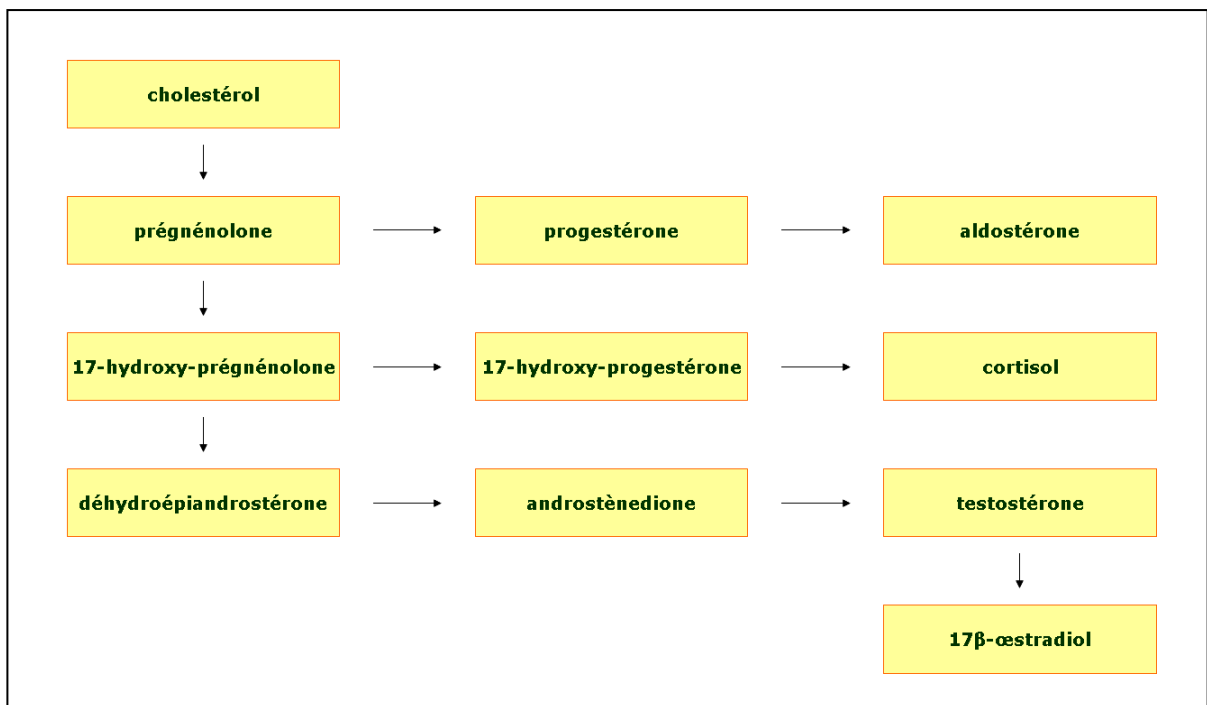 cholestérol
prégnénolone
progestérone
aldostérone
17-hydroxy-prégnénolone
17-hydroxy-progestérone
cortisol
déhydroépiandrostérone
androstènedione
testostérone
17β-œstradiol